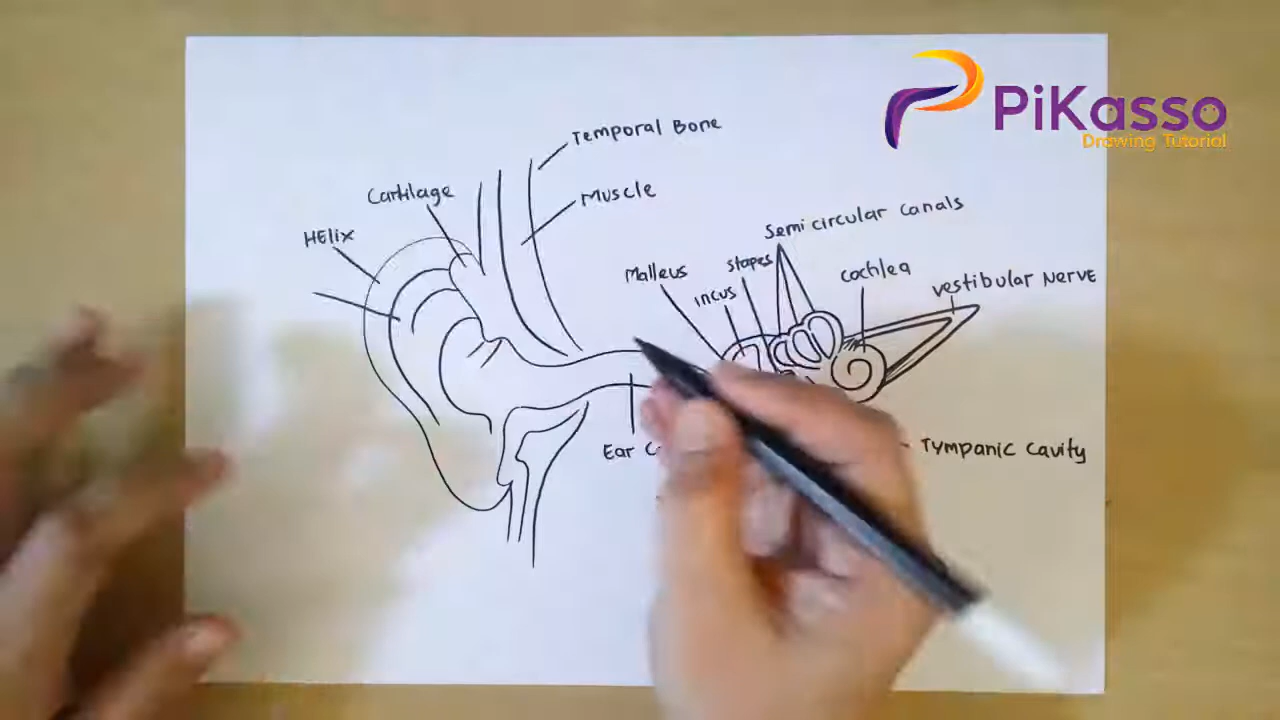 PiKasso
Drawing Tutorial
Temporal Bone
Cartilage
Muscle
HElix
Semi circular canals
Malleus
stapes
incus
cochlea
vestibular Nerve
Ear
Tympanic cavity